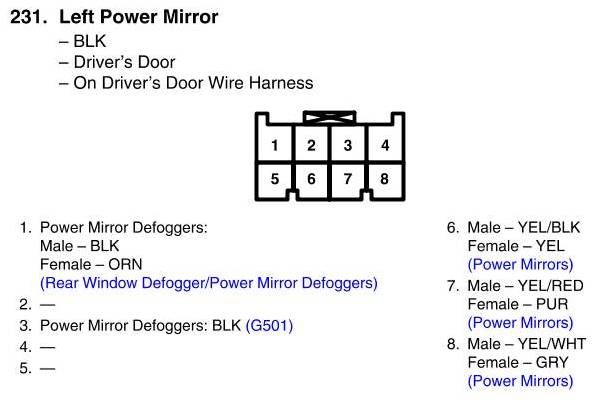 231. Left Power Mirror
– BLK
– Driver's Door
– On Driver's Door Wire Harness
1 2 3 4
5 6 7 8
1. Power Mirror Defoggers:
Male – BLK
Female – ORN
(Rear Window Defogger/Power Mirror Defoggers)
2. —
3. Power Mirror Defoggers: BLK (G501)
4. —
5. —
6. Male – YEL/BLK
Female – YEL
(Power Mirrors)
7. Male – YEL/RED
Female – PUR
(Power Mirrors)
8. Male – YEL/WHT
Female – GRY
(Power Mirrors)